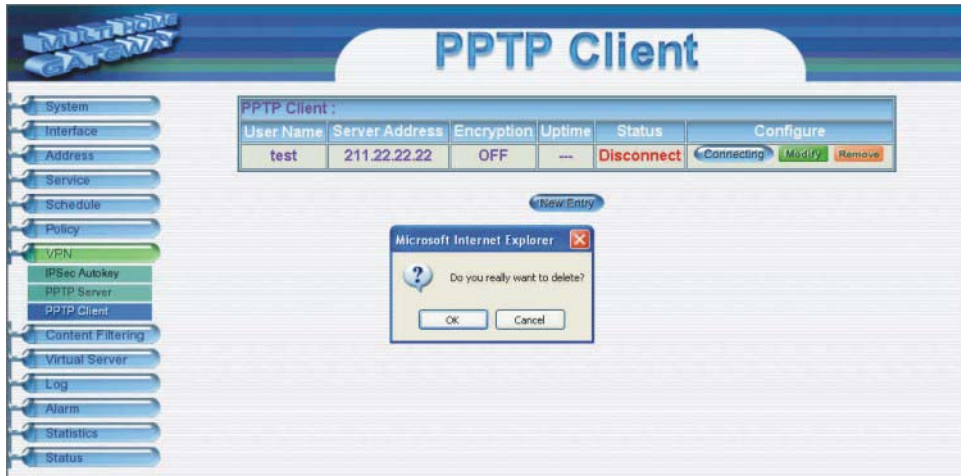 MULTI HOME
GATEWAY
PPTP Client
System
Interface
Address
Service
Schedule
Policy
VPN
IPSec Autokey
PPTP Server
PPTP Client
Content Filtering
Virtual Server
Log
Alarm
Statistics
Status
PPTP Client :
User Name Server Address Encryption Uptime Status Configure
test 211.22.22.22 OFF --- Disconnect Connecting Modify Remove
New Entry
Microsoft Internet Explorer
Do you really want to delete?
OK Cancel